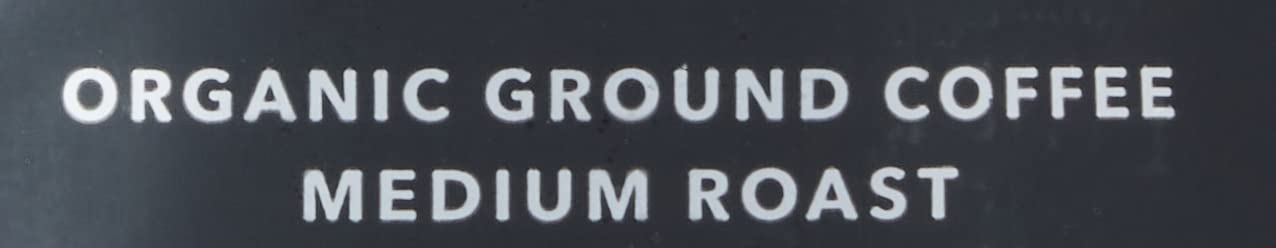 ORGANIC GROUND COFFEE
MEDIUM ROAST